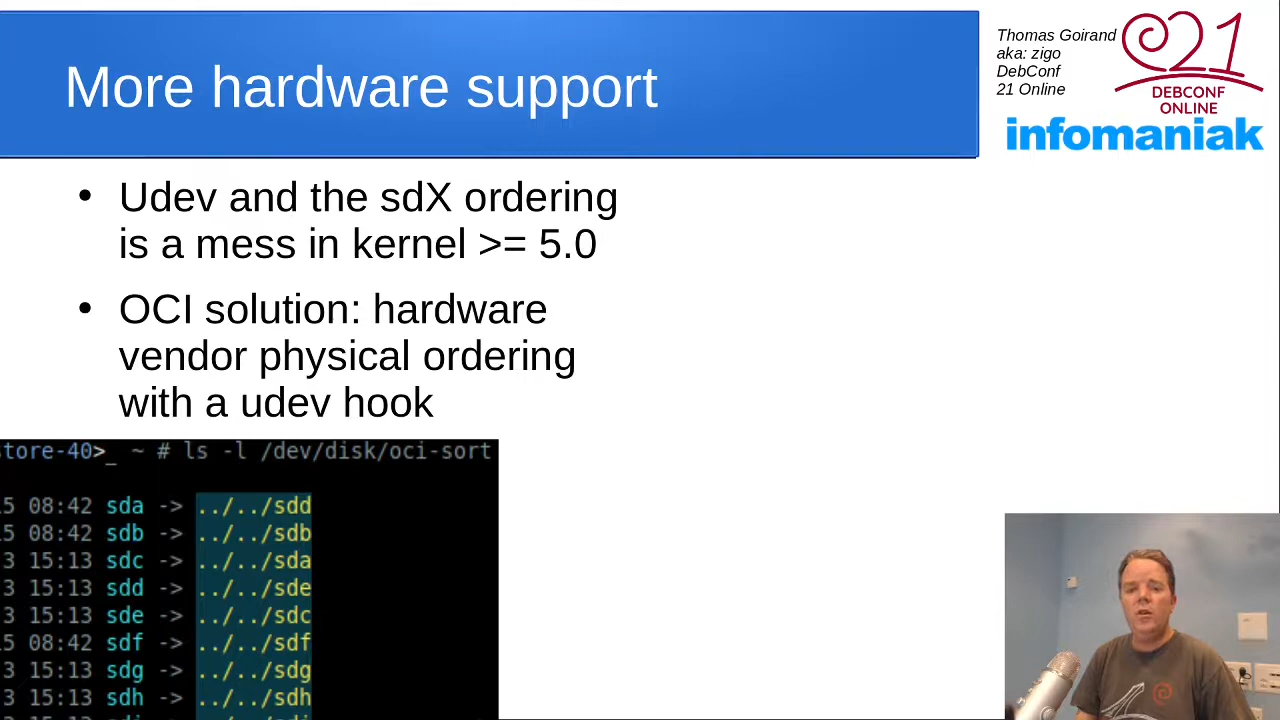 More hardware support
Thomas Goirand
aka: zigo
DebConf
21 Online
21
DEBCONF
ONLINE
infomaniak
• Udev and the sdX ordering
is a mess in kernel >= 5.0
• OCI solution: hardware
vendor physical ordering
with a udev hook
store-40>_ ~ # ls -l /dev/disk/oci-sort
5 08:42 sda -> ../../sdd
5 08:42 sdb -> ../../sdb
3 15:13 sdc -> ../../sda
3 15:13 sdd -> ../../sde
3 15:13 sde -> ../../sdc
5 08:42 sdf -> ../../sdf
3 15:13 sdg -> ../../sdg
3 15:13 sdh -> ../../sdh